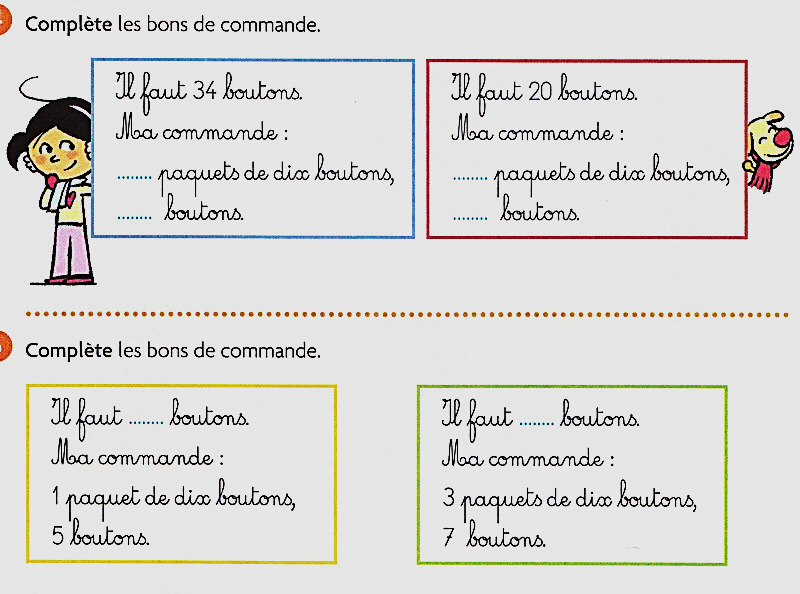 Complète les bons de commande.
Il faut 34 boutons.
Ma commande :
........ paquets de dix boutons,
........ boutons.
Il faut 20 boutons.
Ma commande :
........ paquets de dix boutons,
........ boutons.
Complète les bons de commande.
Il faut ........ boutons.
Ma commande :
1 paquet de dix boutons,
5 boutons.
Il faut ........ boutons.
Ma commande :
3 paquets de dix boutons,
7 boutons.